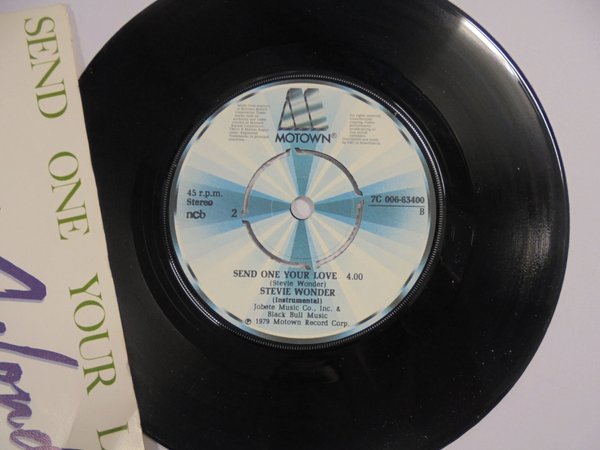 SEND ONE YOUR L
MOTOWN®
45 r.p.m.
Stereo
ncb
2
7C 006-63400
B
SEND ONE YOUR LOVE 4.00
(Stevie Wonder)
STEVIE WONDER
(Instrumental)
Jobete Music Co., Inc. &
Black Bull Music
℗ 1979 Motown Record Corp.